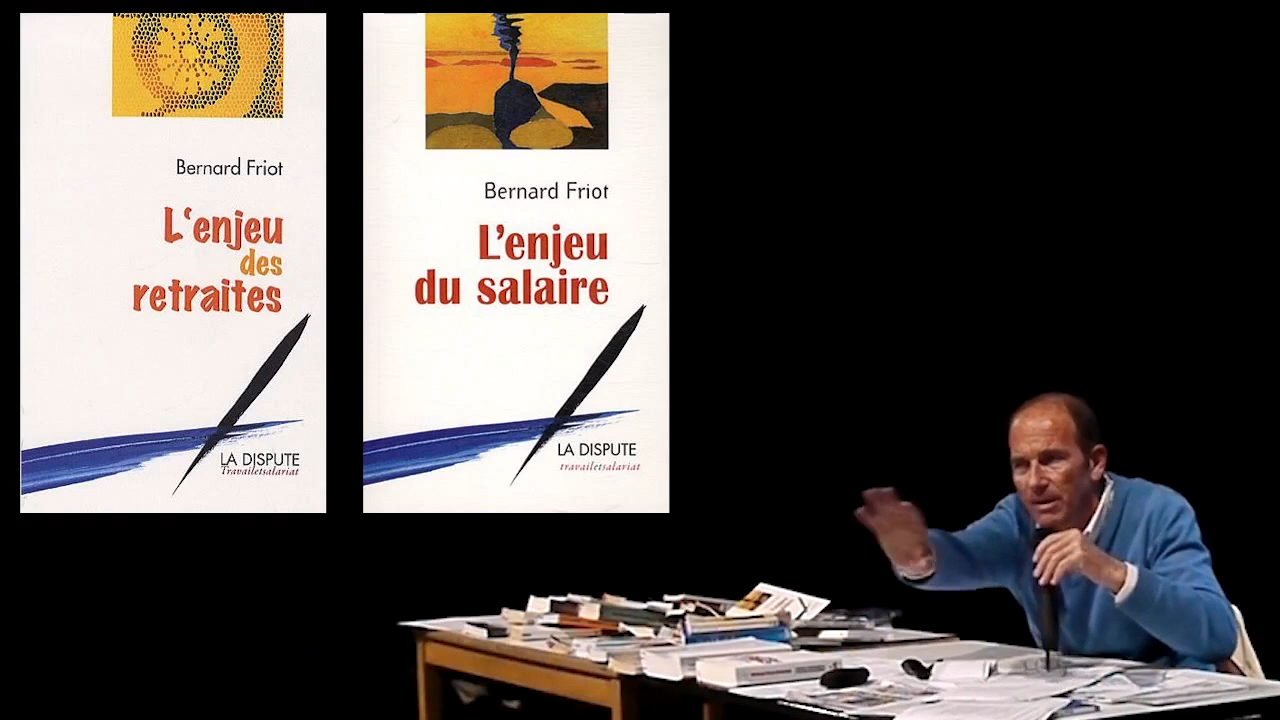 Bernard Friot
L'enjeu
des
retraites
LA DISPUTE
Travailetsalariat
Bernard Friot
L'enjeu
du salaire
LA DISPUTE
travailetsalariat